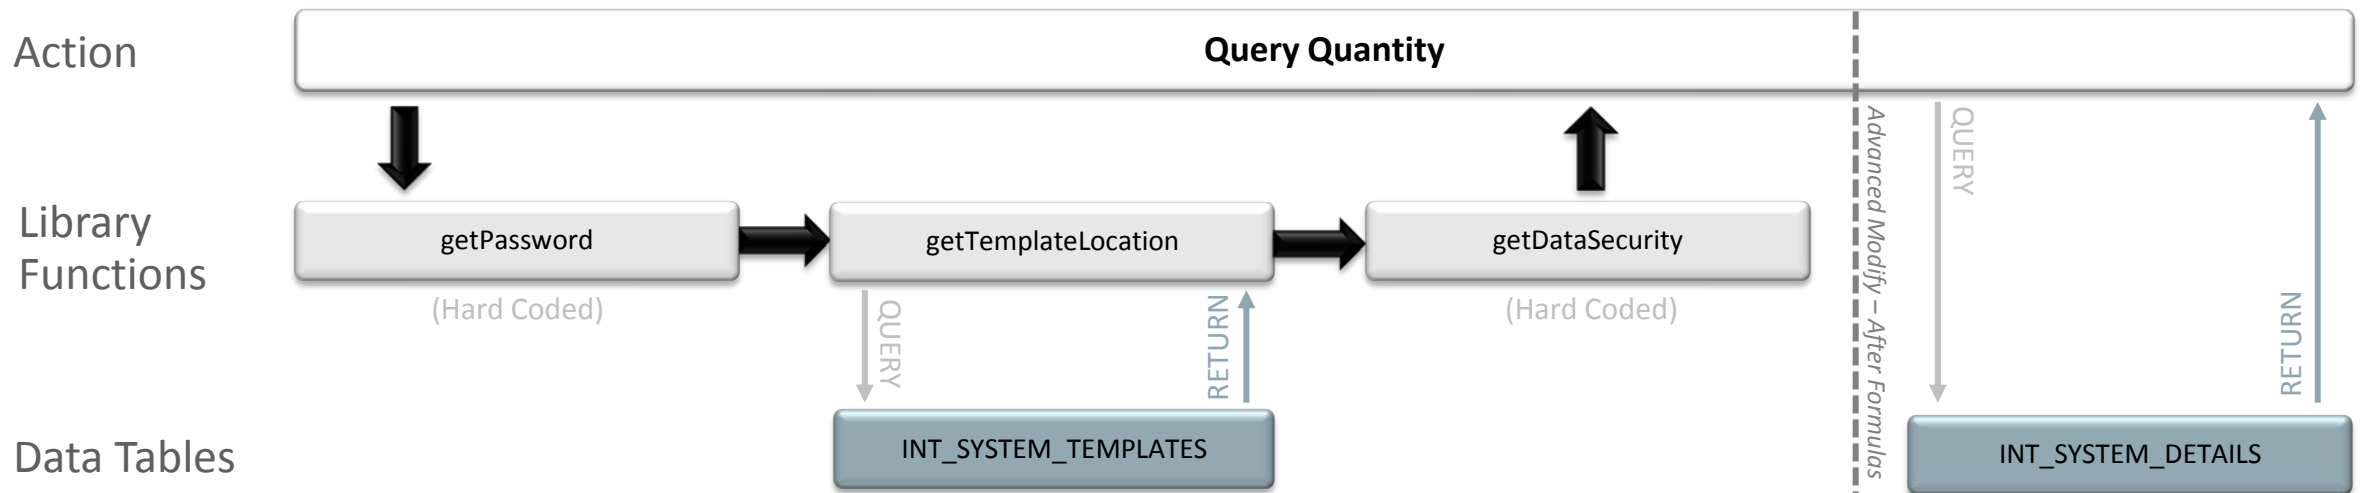 Action
Query Quantity
Library
Functions
getPassword
getTemplateLocation
getDataSecurity
(Hard Coded)
(Hard Coded)
QUERY
RETURN
Advanced Modify – After Formulas
QUERY
RETURN
Data Tables
INT_SYSTEM_TEMPLATES
INT_SYSTEM_DETAILS